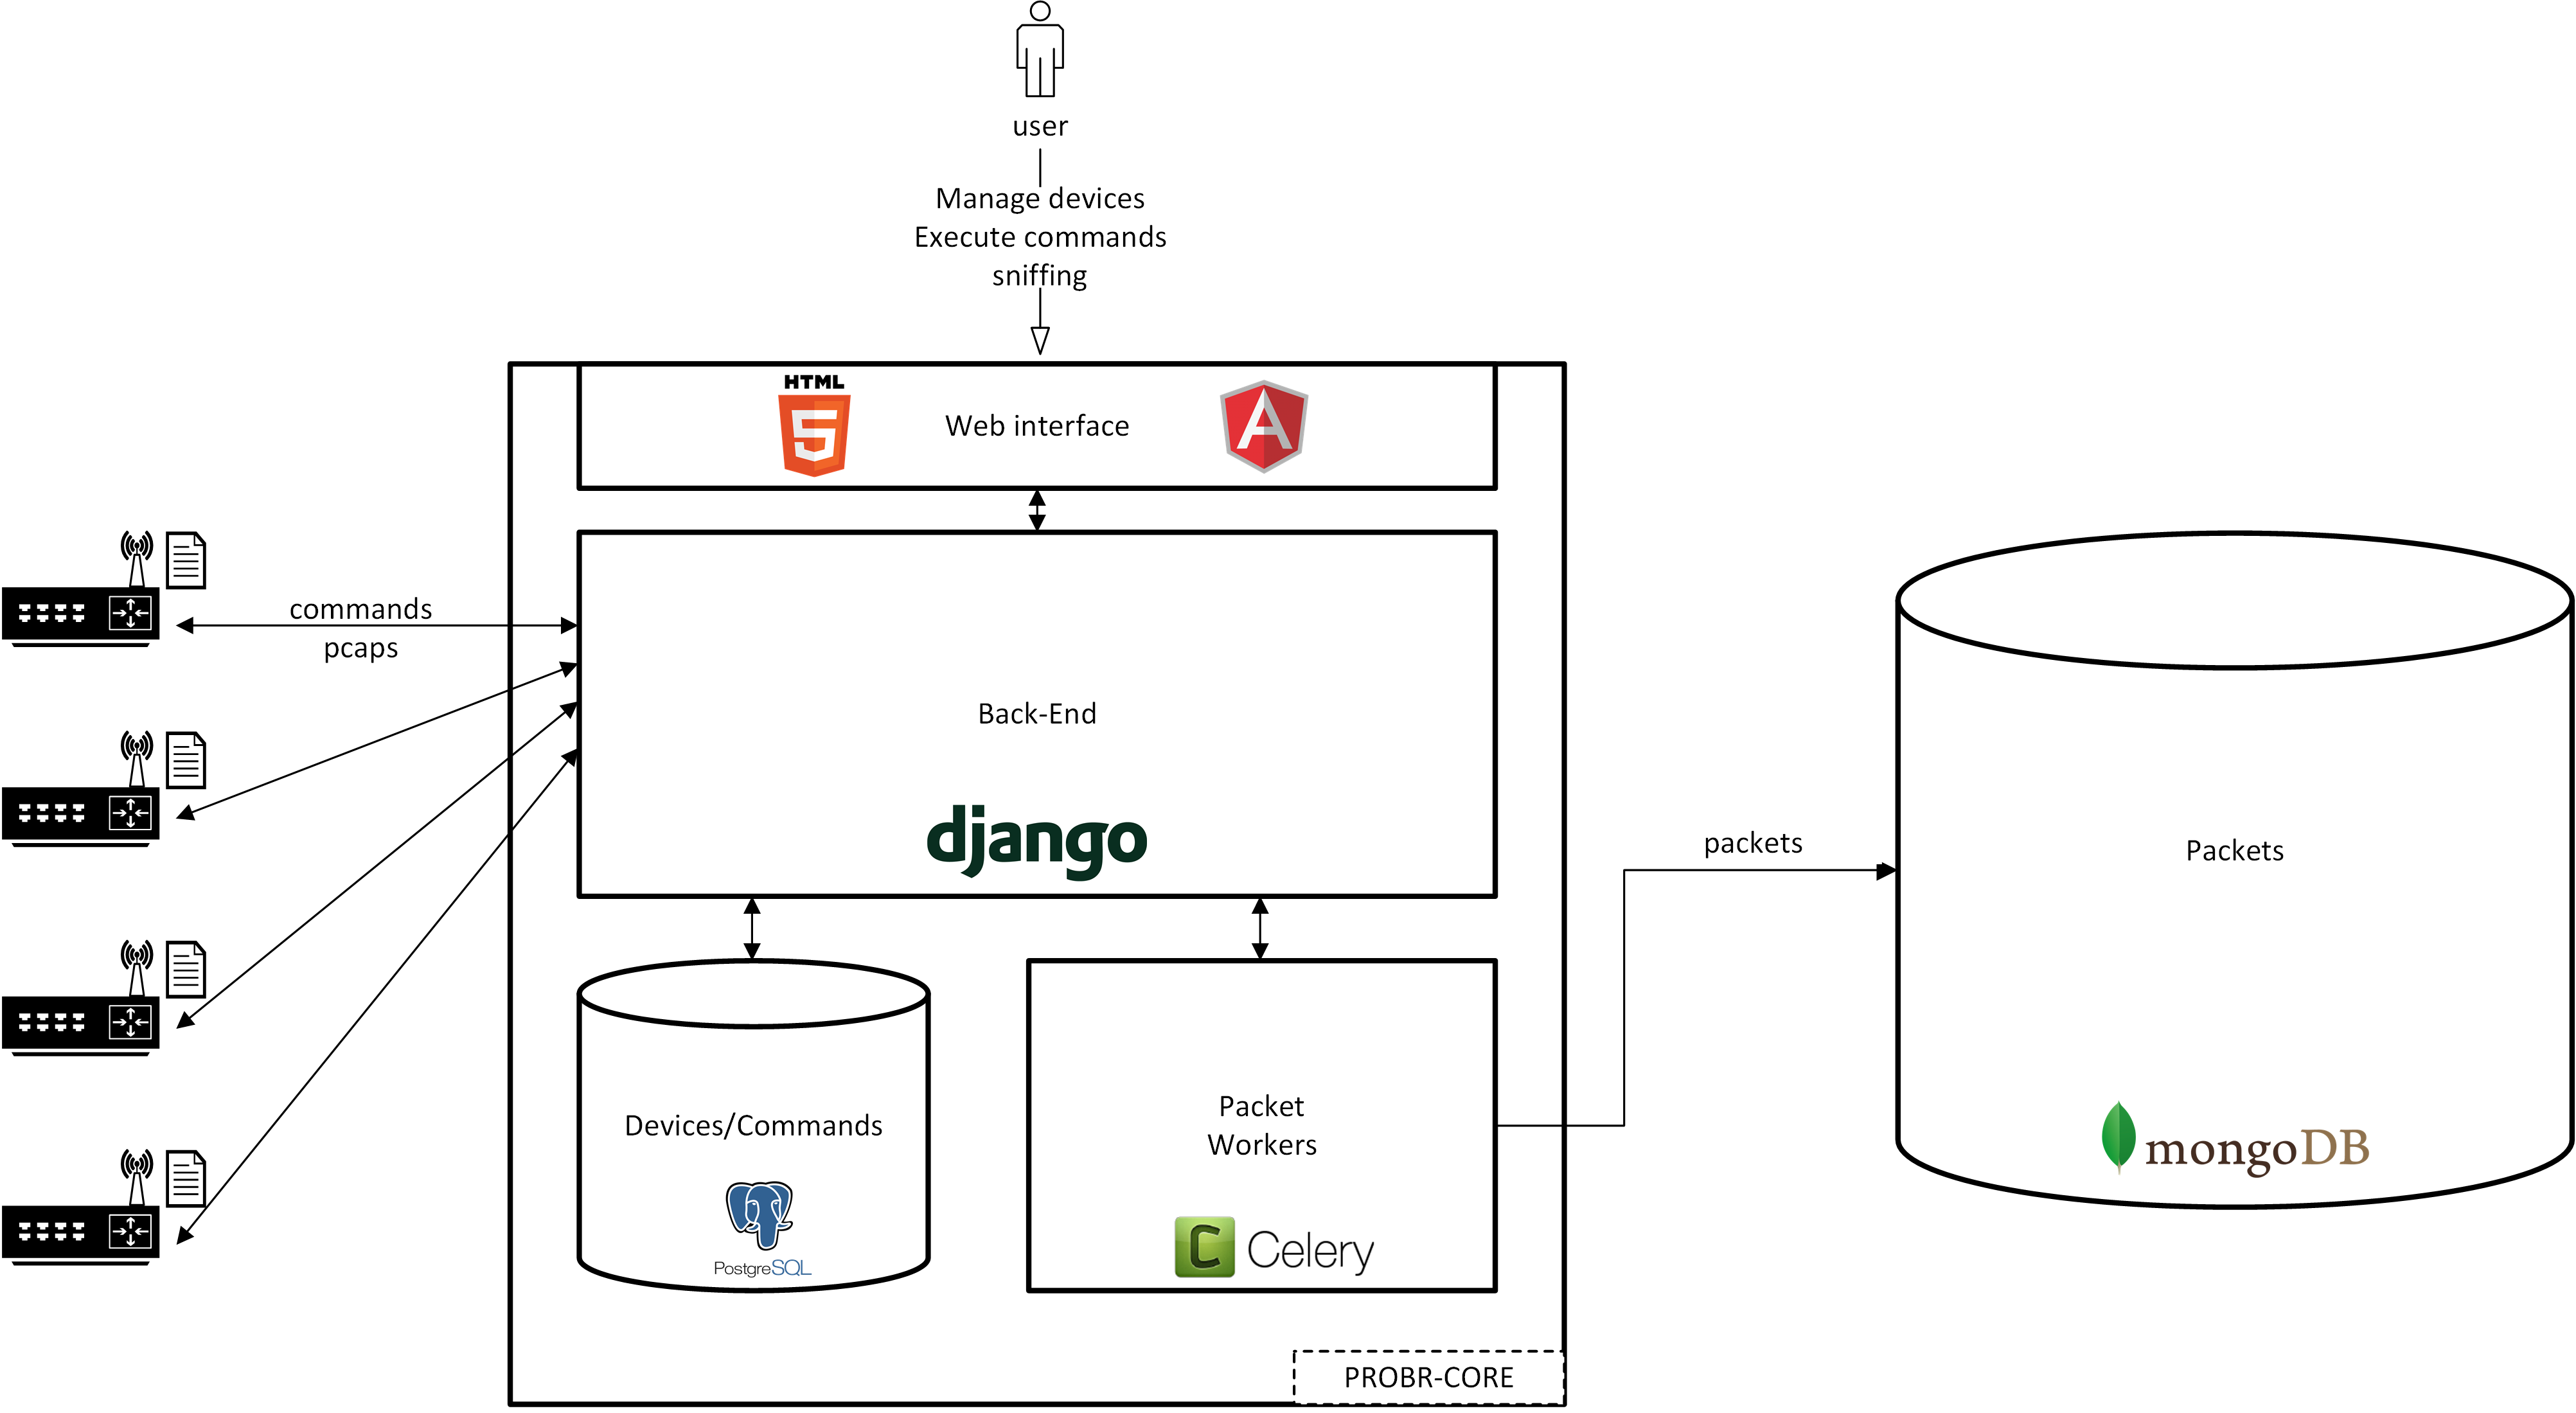 user
Manage devices
Execute commands
sniffing
HTML
5
Web interface
A
commands
pcaps
Back-End
django
packets
Packets
Devices/Commands
Packet
Workers
mongoDB
PostgreSQL
C Celery
PROBR-CORE